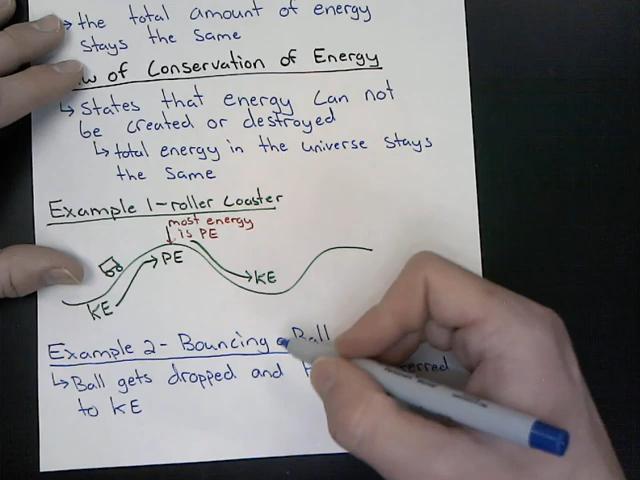 ↳ the total amount of energy
stays the same
of Conservation of Energy
↳ States that energy can not
be created or destroyed
↳ total energy in the universe stays
the same
Example 1-roller Coaster
most energy
is PE
PE
KE
KE
Example 2- Bouncing a Ball
↳ Ball gets dropped and
to KE